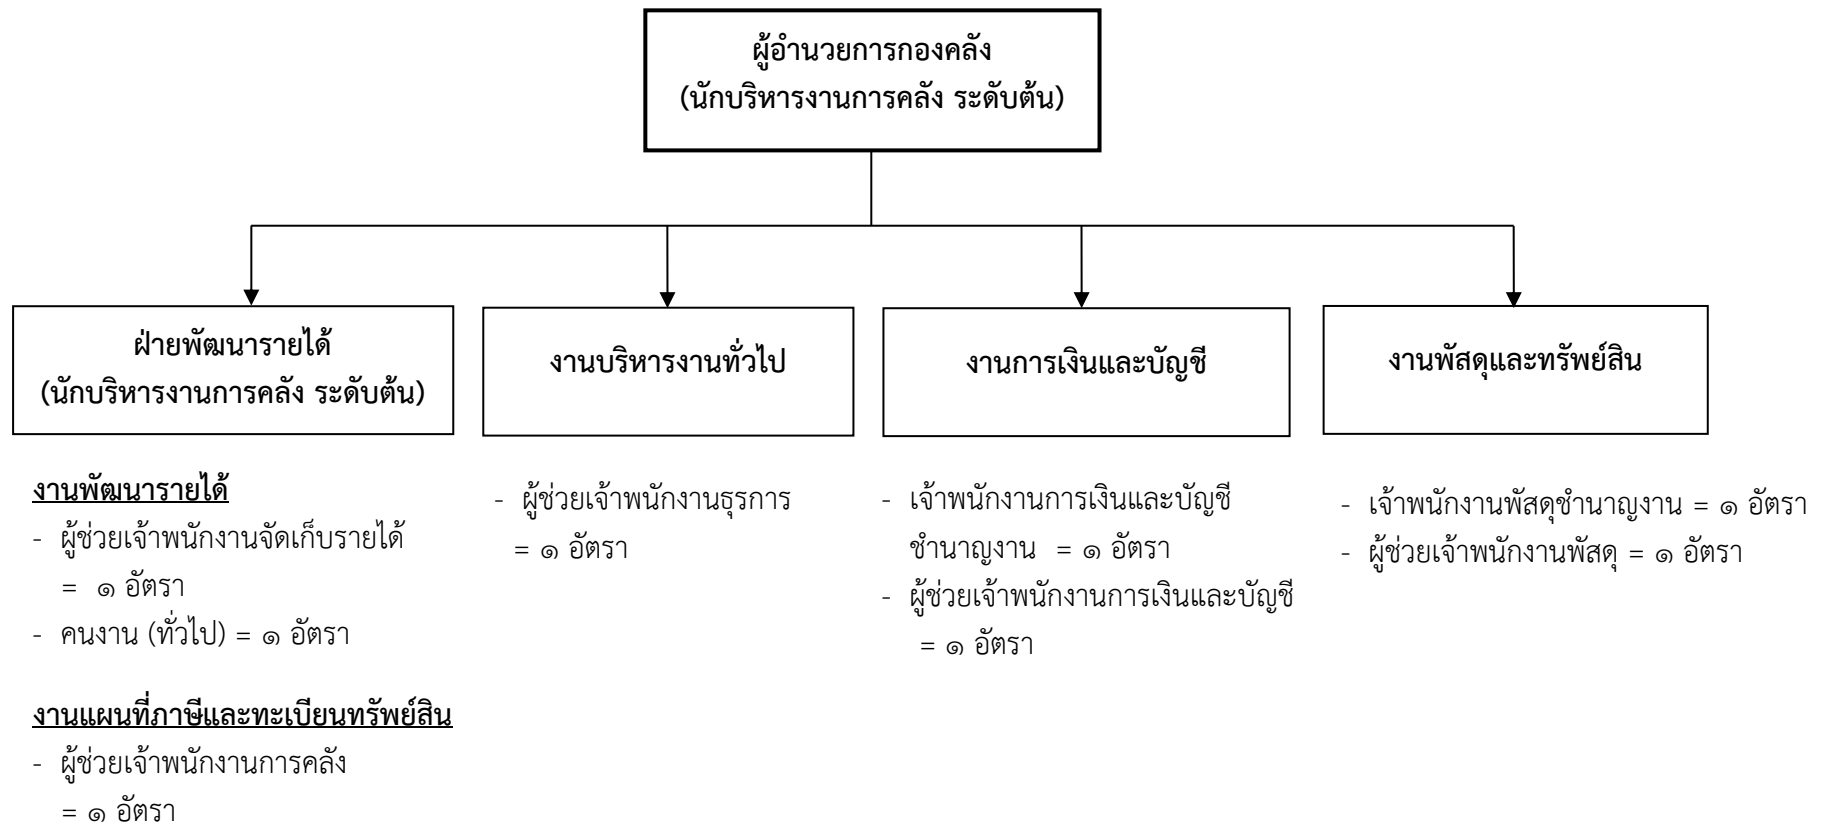 ผู้อำนวยการกองคลัง
(นักบริหารงานการคลัง ระดับต้น)
ฝ่ายพัฒนารายได้
(นักบริหารงานการคลัง ระดับต้น)
งานบริหารงานทั่วไป
งานการเงินและบัญชี
งานพัสดุและทรัพย์สิน
งานพัฒนารายได้
- ผู้ช่วยเจ้าพนักงานจัดเก็บรายได้
= ๑ อัตรา
- คนงาน (ทั่วไป) = ๑ อัตรา
งานแผนที่ภาษีและทะเบียนทรัพย์สิน
- ผู้ช่วยเจ้าพนักงานการคลัง
= ๑ อัตรา
- ผู้ช่วยเจ้าพนักงานธุรการ
= ๑ อัตรา
- เจ้าพนักงานการเงินและบัญชี
ชำนาญงาน = ๑ อัตรา
- ผู้ช่วยเจ้าพนักงานการเงินและบัญชี
= ๑ อัตรา
- เจ้าพนักงานพัสดุชำนาญงาน = ๑ อัตรา
- ผู้ช่วยเจ้าพนักงานพัสดุ = ๑ อัตรา